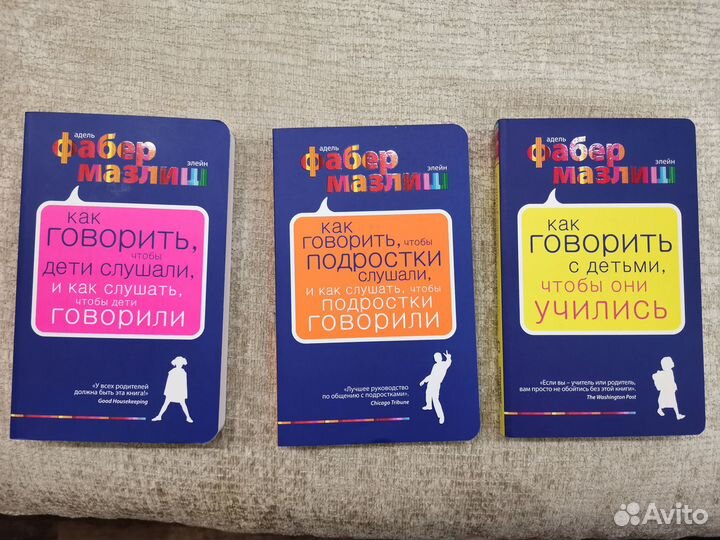 адель
фабер
элейн
мазлиш
как
говорить,
чтобы
дети слушали,
и как слушать,
чтобы дети
говорили
«У всех родителей
должна быть эта книга!»
Good Housekeeping
адель
фабер
элейн
мазлиш
как
говорить, чтобы
подростки
слушали,
и как слушать, чтобы
подростки
говорили
«Лучшее руководство
по общению с подростками».
Chicago Tribune
адель
фабер
элейн
мазлиш
как
говорить
с детьми,
чтобы они
учились
«Если вы – учитель или родитель,
вам просто не обойтись без этой книги».
The Washington Post
Avito